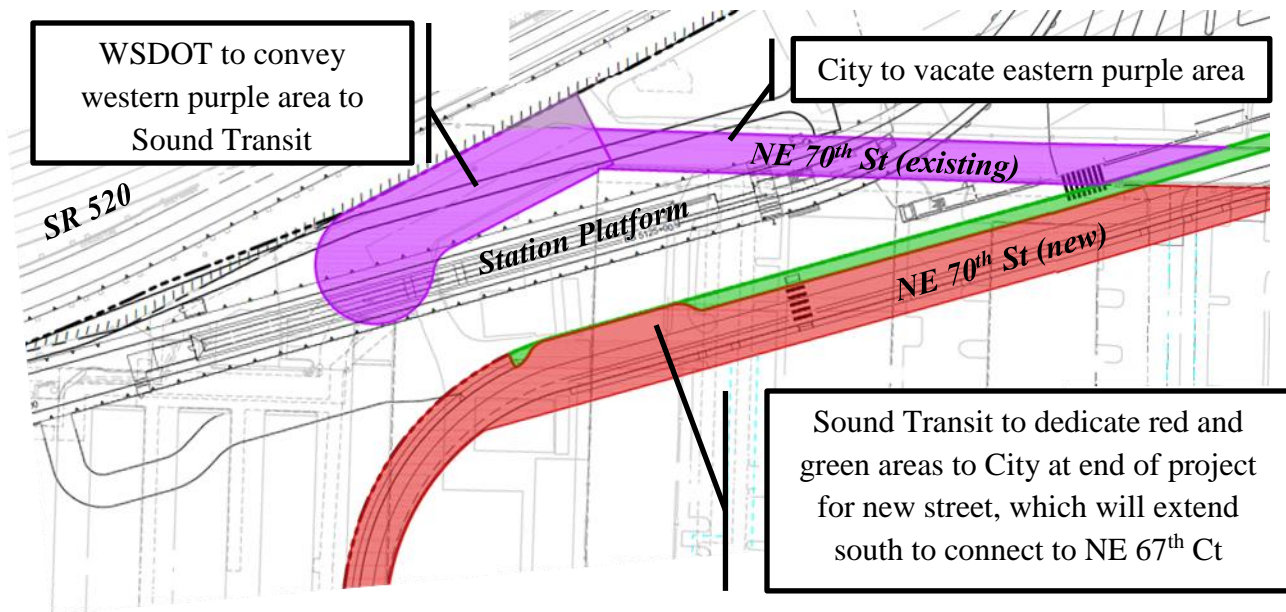 WSDOT to convey
western purple area to
Sound Transit
City to vacate eastern purple area
NE 70th St (existing)
SR 520
Station Platform
NE 70th St (new)
Sound Transit to dedicate red and
green areas to City at end of project
for new street, which will extend
south to connect to NE 67th Ct